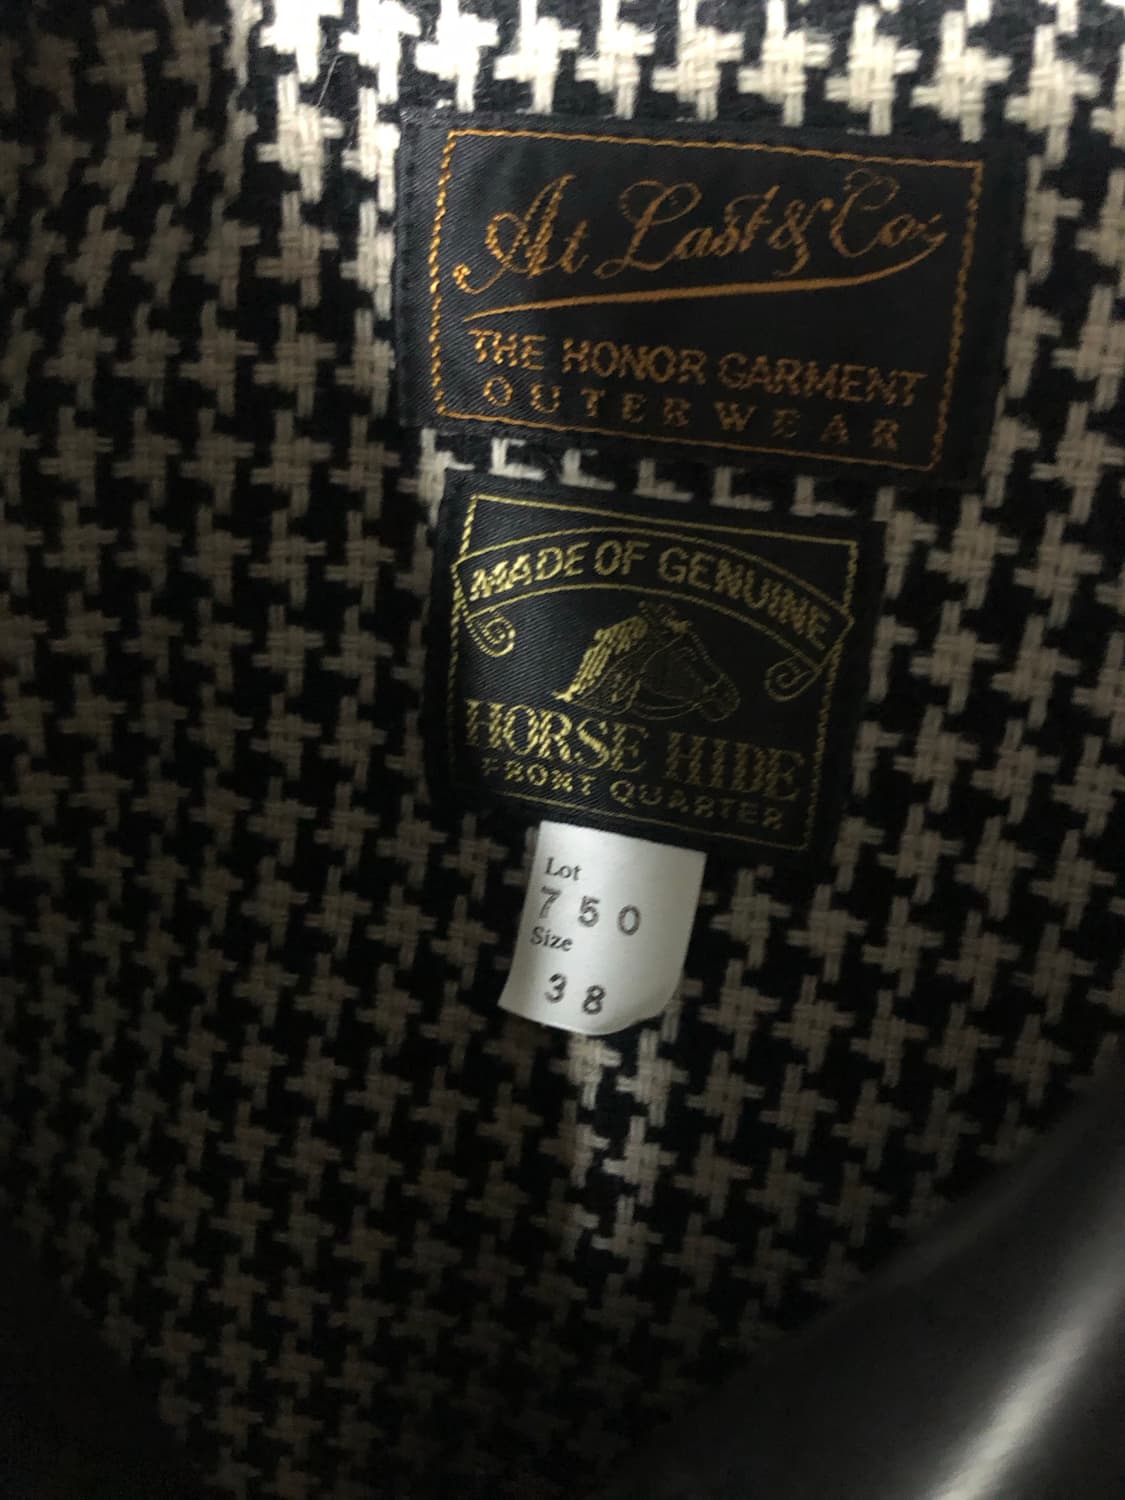 At Last & Co.
THE HONOR GARMENT
OUTERWEAR
MADE OF GENUINE
HORSE HIDE
FRONT QUARTER
Lot
750
Size
38